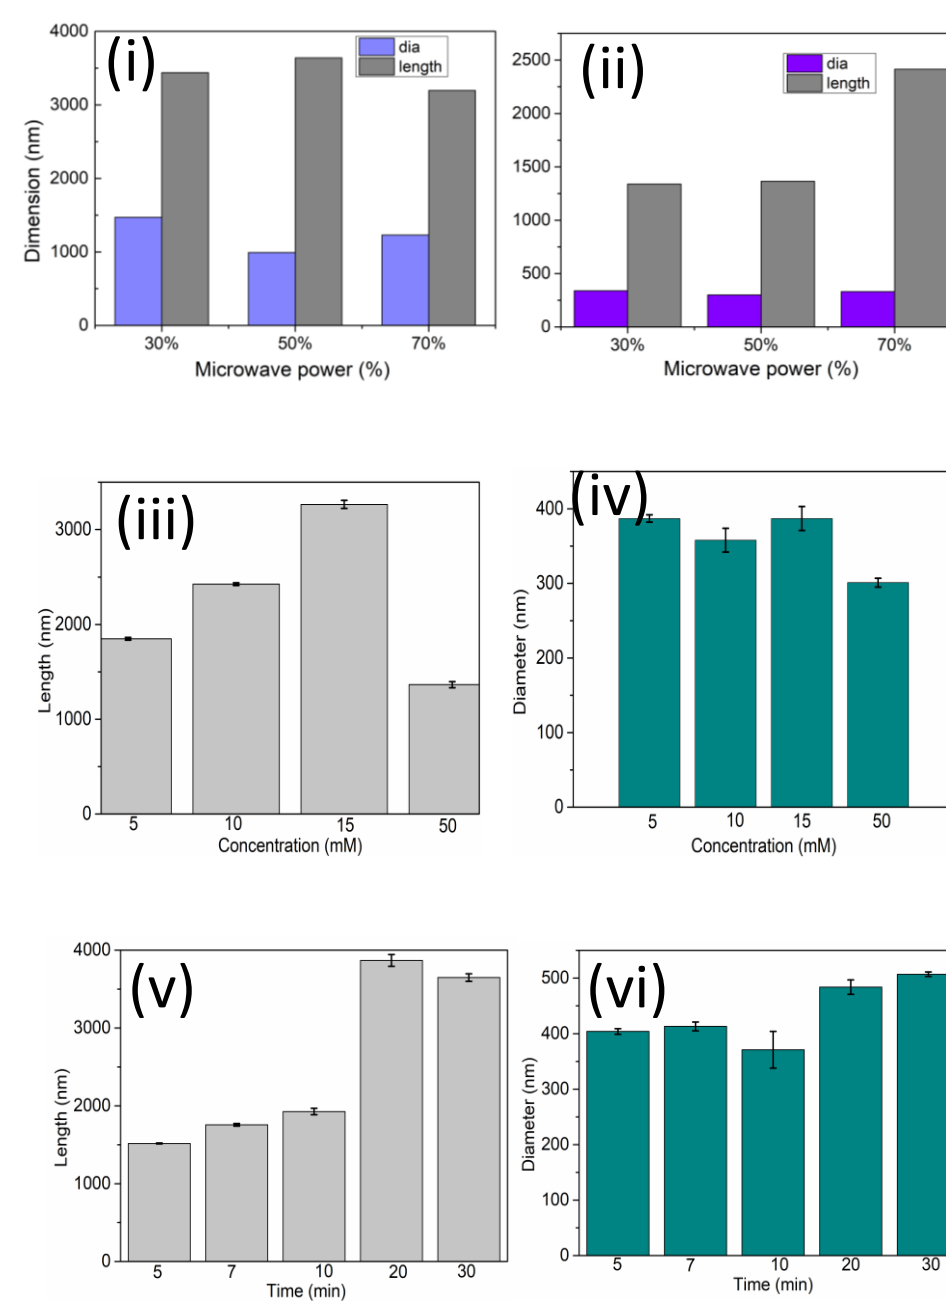 (i)
dia
length
4000
3000
2000
1000
0
Dimension (nm)
30% 50% 70%
Microwave power (%)
(ii)
dia
length
2500
2000
1500
1000
500
0
30% 50% 70%
Microwave power (%)
(iii)
3000
2000
1000
0
Length (nm)
5 10 15 50
Concentration (mM)
(iv)
400
300
200
100
0
Diameter (nm)
5 10 15 50
Concentration (mM)
(v)
4000
3000
2000
1000
0
Length (nm)
5 7 10 20 30
Time (min)
(vi)
500
400
300
200
100
0
Diameter (nm)
5 7 10 20 30
Time (min)